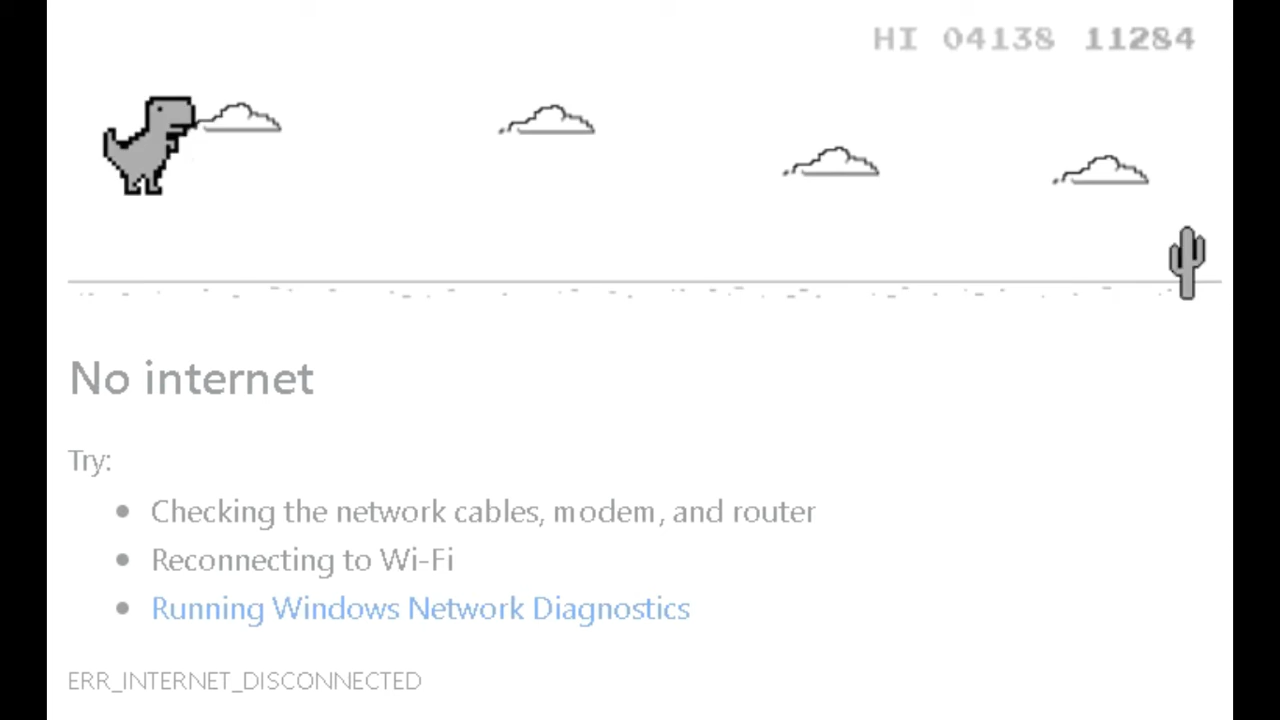 HI 04138 11284
No internet
Try:
Checking the network cables, modem, and router
Reconnecting to Wi-Fi
Running Windows Network Diagnostics
ERR_INTERNET_DISCONNECTED